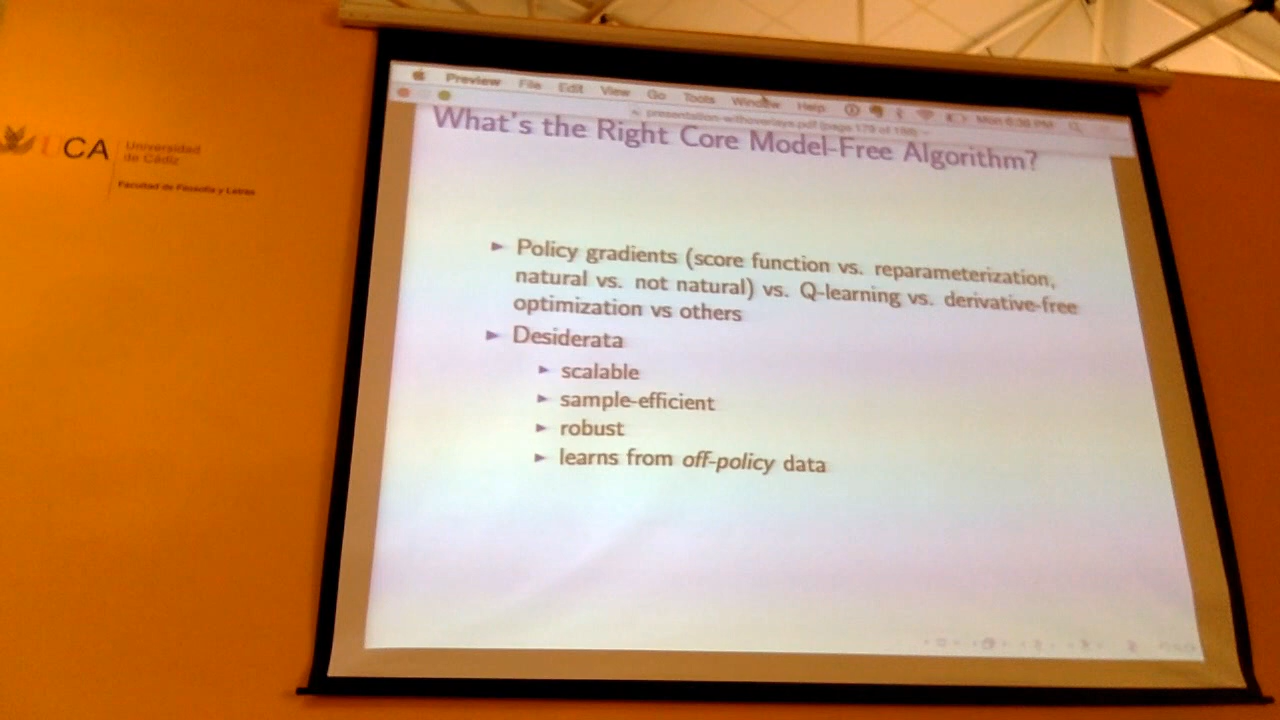 UCA
Universidad
de Cádiz
Facultad de Filosofía y Letras
Preview File Edit View Go Tools Window Help
presentation-withoverlays.pdf (page 179 of
What's the Right Core Model-Free Algorithm?
Policy gradients (score function vs. reparameterization,
natural vs. not natural) vs. Q-learning vs. derivative-free
optimization vs others
Desiderata
scalable
sample-efficient
robust
learns from off-policy data